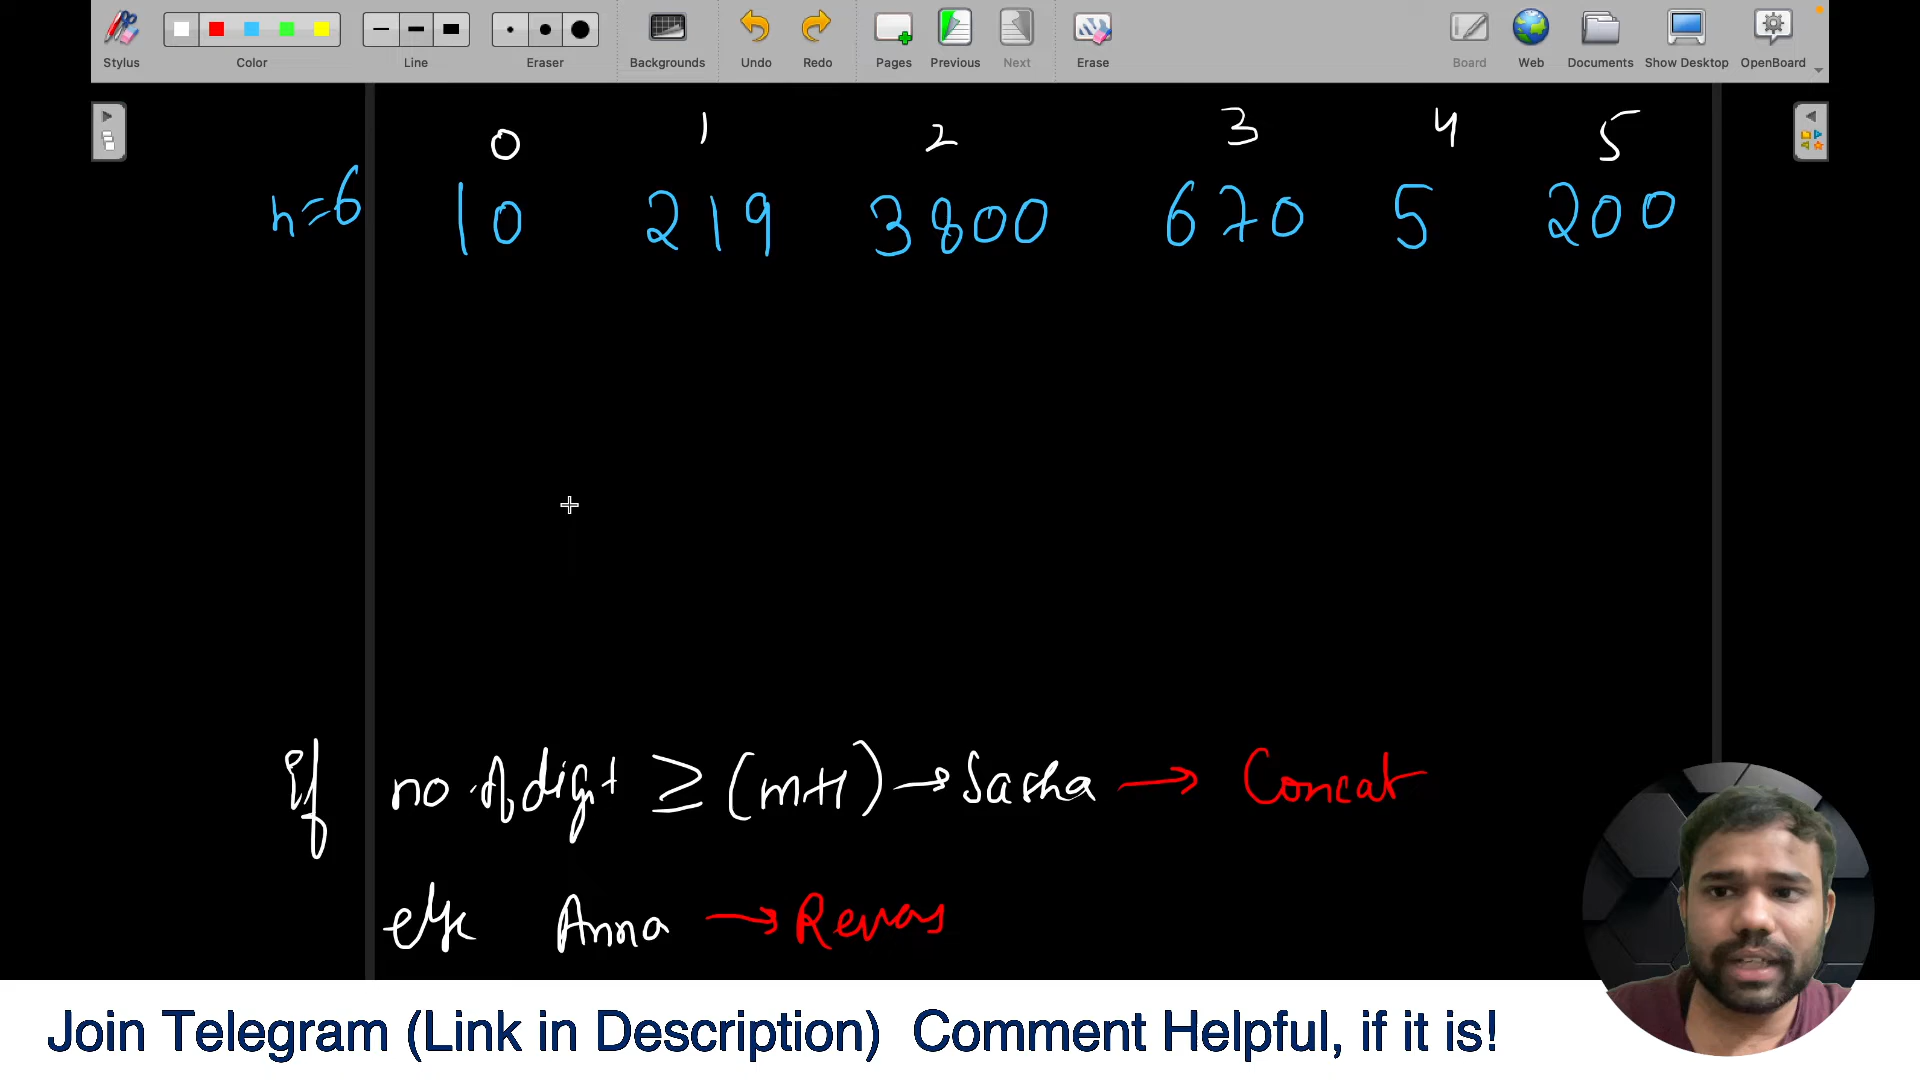 Stylus Color Line Eraser Backgrounds Undo Redo Pages Previous Next Erase Board Web Documents Show Desktop OpenBoard
0 1 2 3 4 5
n=6 10 219 3800 670 5 200
If no of digit ≥ (m+1) → Sasha → Concat
else Anna →
Join Telegram (Link in Description) Comment Helpful, if it is!